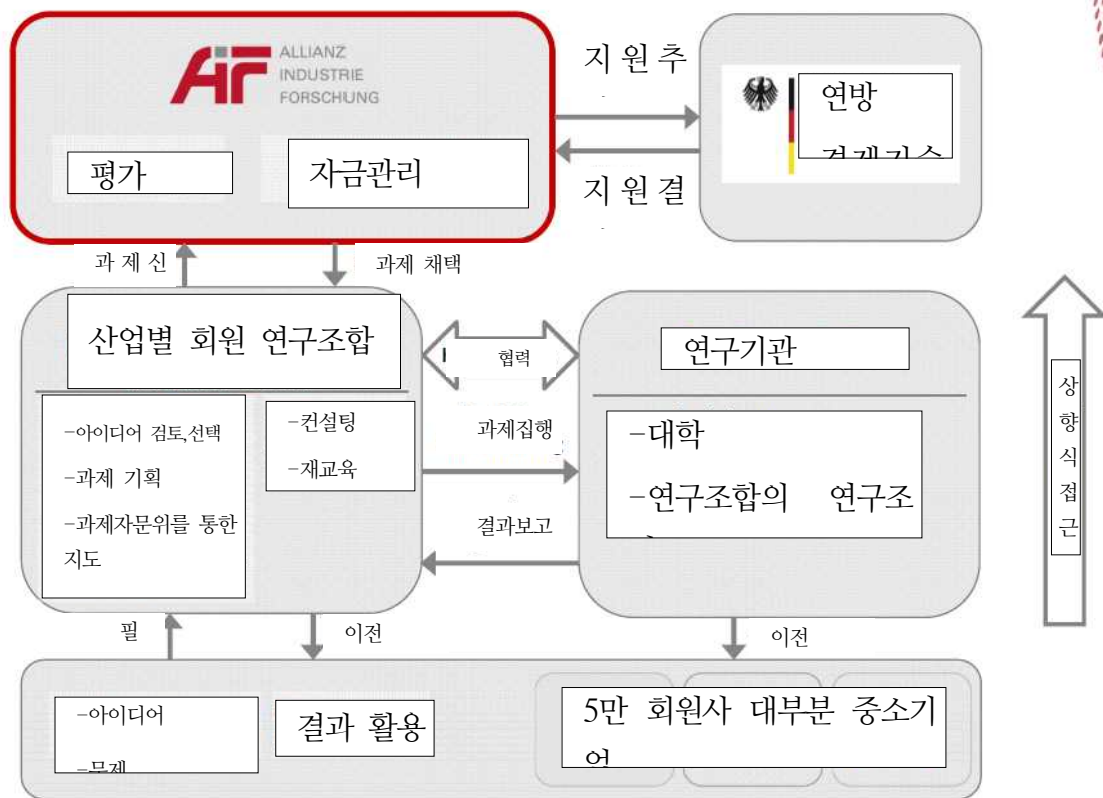 AiF ALLIANZ
INDUSTRIE
FORSCHUNG
평가
자금관리
지원추
지원결
연방
과제신
과제 채택
산업별 회원 연구조합
-아이디어 검토,선택
-과제 기획
-과제자문위를 통한
지도
-컨설팅
-재교육
협력
과제집행
결과보고
연구기관
-대학
-연구조합의 연구조
상
향
식
접
근
필
이전
이전
-아이디어
-문제
결과 활용
5만 회원사 대부분 중소기
업